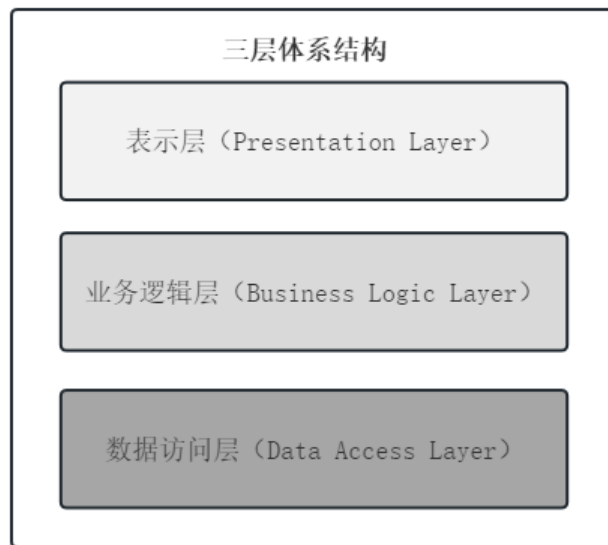 三层体系结构
表示层（Presentation Layer）
业务逻辑层（Business Logic Layer）
数据访问层（Data Access Layer）